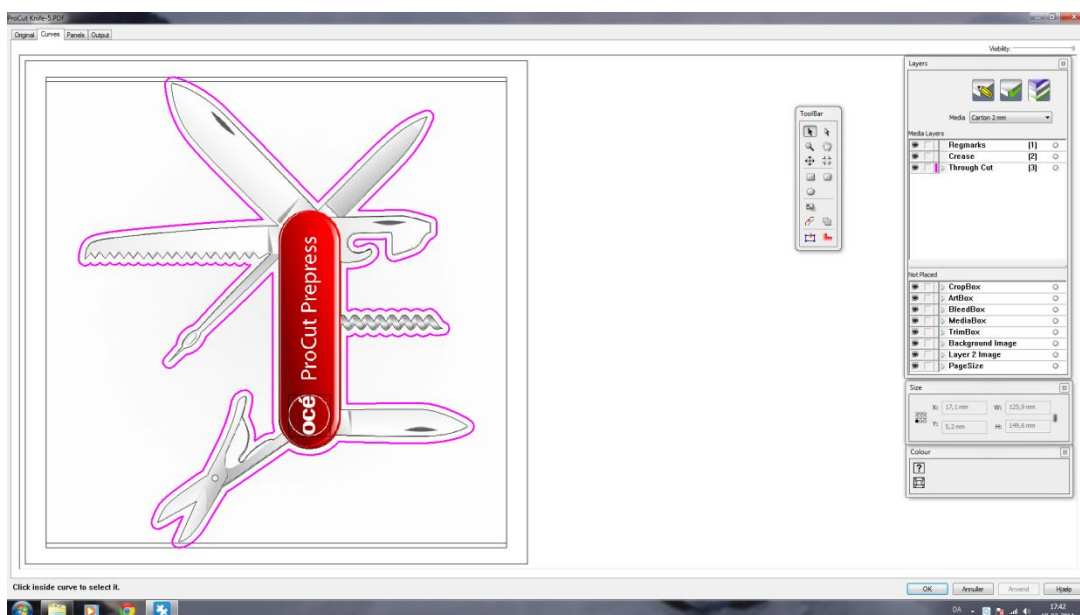 ProCut Knife-5.PDF
Original Curves Panels Output
Visibility
Layers
Media Carton 2 mm
Media Layers
Regmarks (1)
Crease (2)
Through Cut (3)
Not Placed
CropBox
ArtBox
BleedBox
MediaBox
TrimBox
Background Image
Layer 2 Image
PageSize
Size
X: 17,1 mm W: 125,9 mm
Y: 5,2 mm H: 149,6 mm
Colour
?
ToolBar
océ ProCut Prepress
Click inside curve to select it.
OK Annuller Anvend Hjælp
DA 17:42